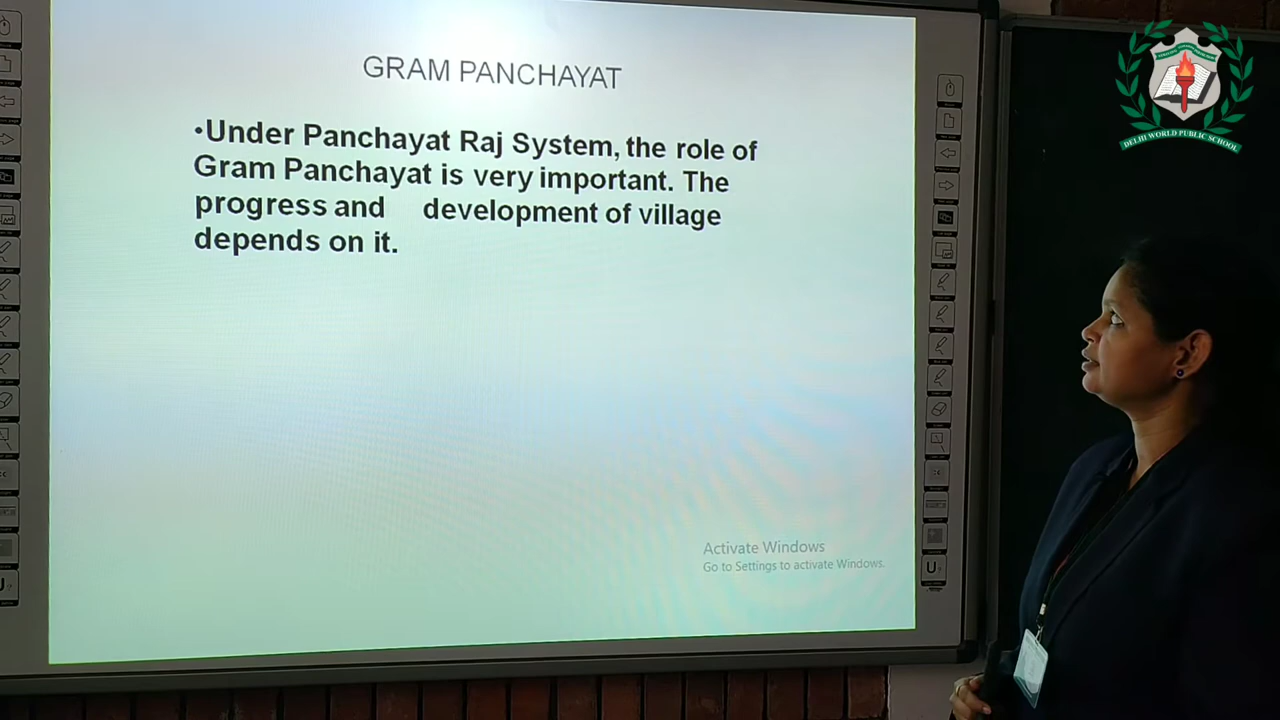 GRAM PANCHAYAT
•Under Panchayat Raj System, the role of
Gram Panchayat is very important. The
progress and development of village
depends on it.
Activate Windows
Go to Settings to activate Windows.
DELHI WORLD PUBLIC SCHOOL